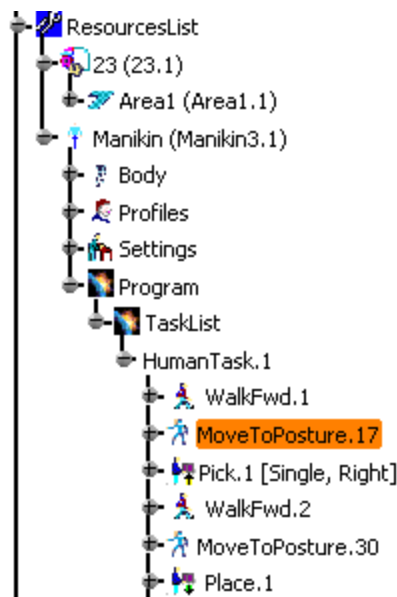 ResourcesList
23 (23.1)
Area1 (Area1.1)
Manikin (Manikin3.1)
Body
Profiles
Settings
Program
TaskList
HumanTask.1
WalkFwd.1
MoveToPosture.17
Pick.1 [Single, Right]
WalkFwd.2
MoveToPosture.30
Place.1